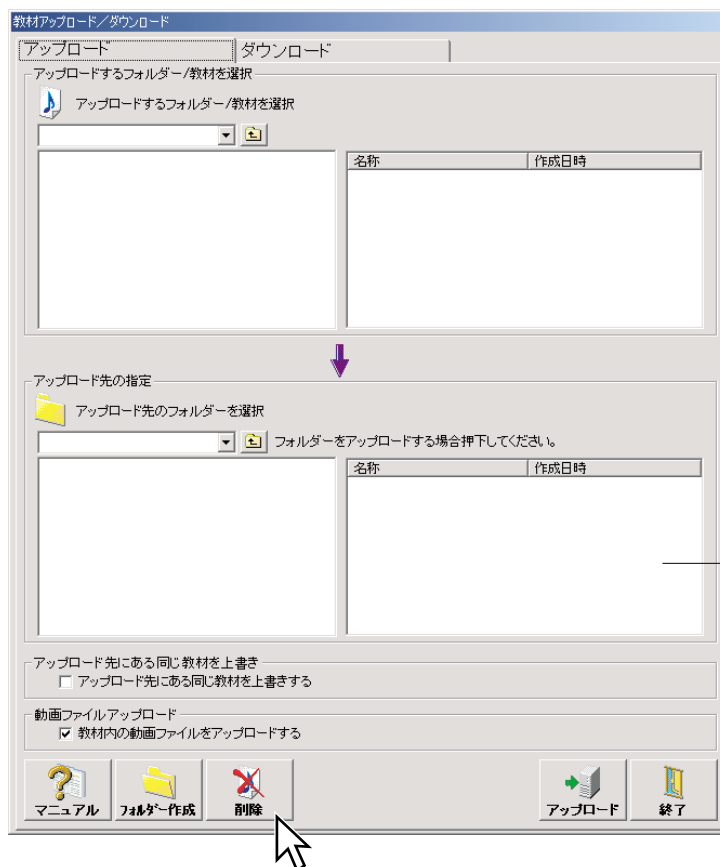 教材アップロード／ダウンロード
アップロード ダウンロード
アップロードするフォルダー/教材を選択
アップロードするフォルダー/教材を選択
名称 作成日時
アップロード先の指定
アップロード先のフォルダーを選択
フォルダーをアップロードする場合押下してください。
名称 作成日時
アップロード先にある同じ教材を上書き
アップロード先にある同じ教材を上書きする
動画ファイルアップロード
教材内の動画ファイルをアップロードする
マニュアル フォルダー作成 削除 アップロード 終了